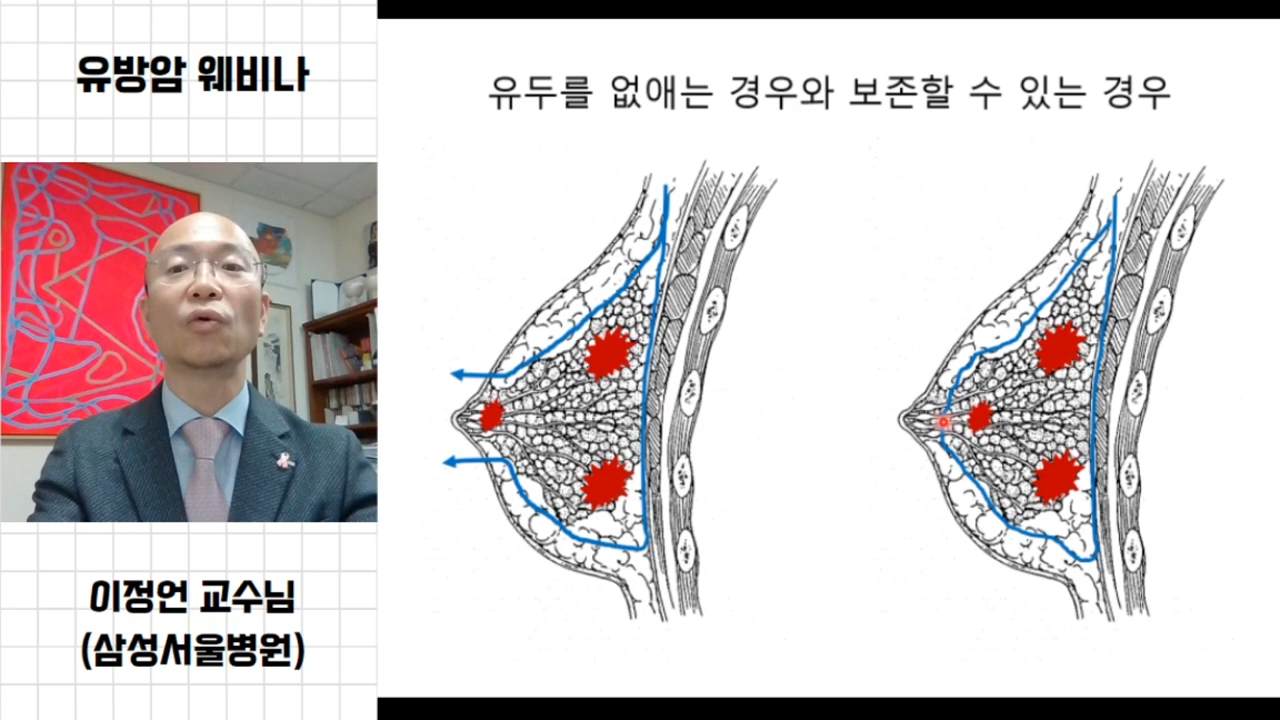 유방암 웨비나
유두를 없애는 경우와 보존할 수 있는 경우
이정언 교수님
(삼성서울병원)